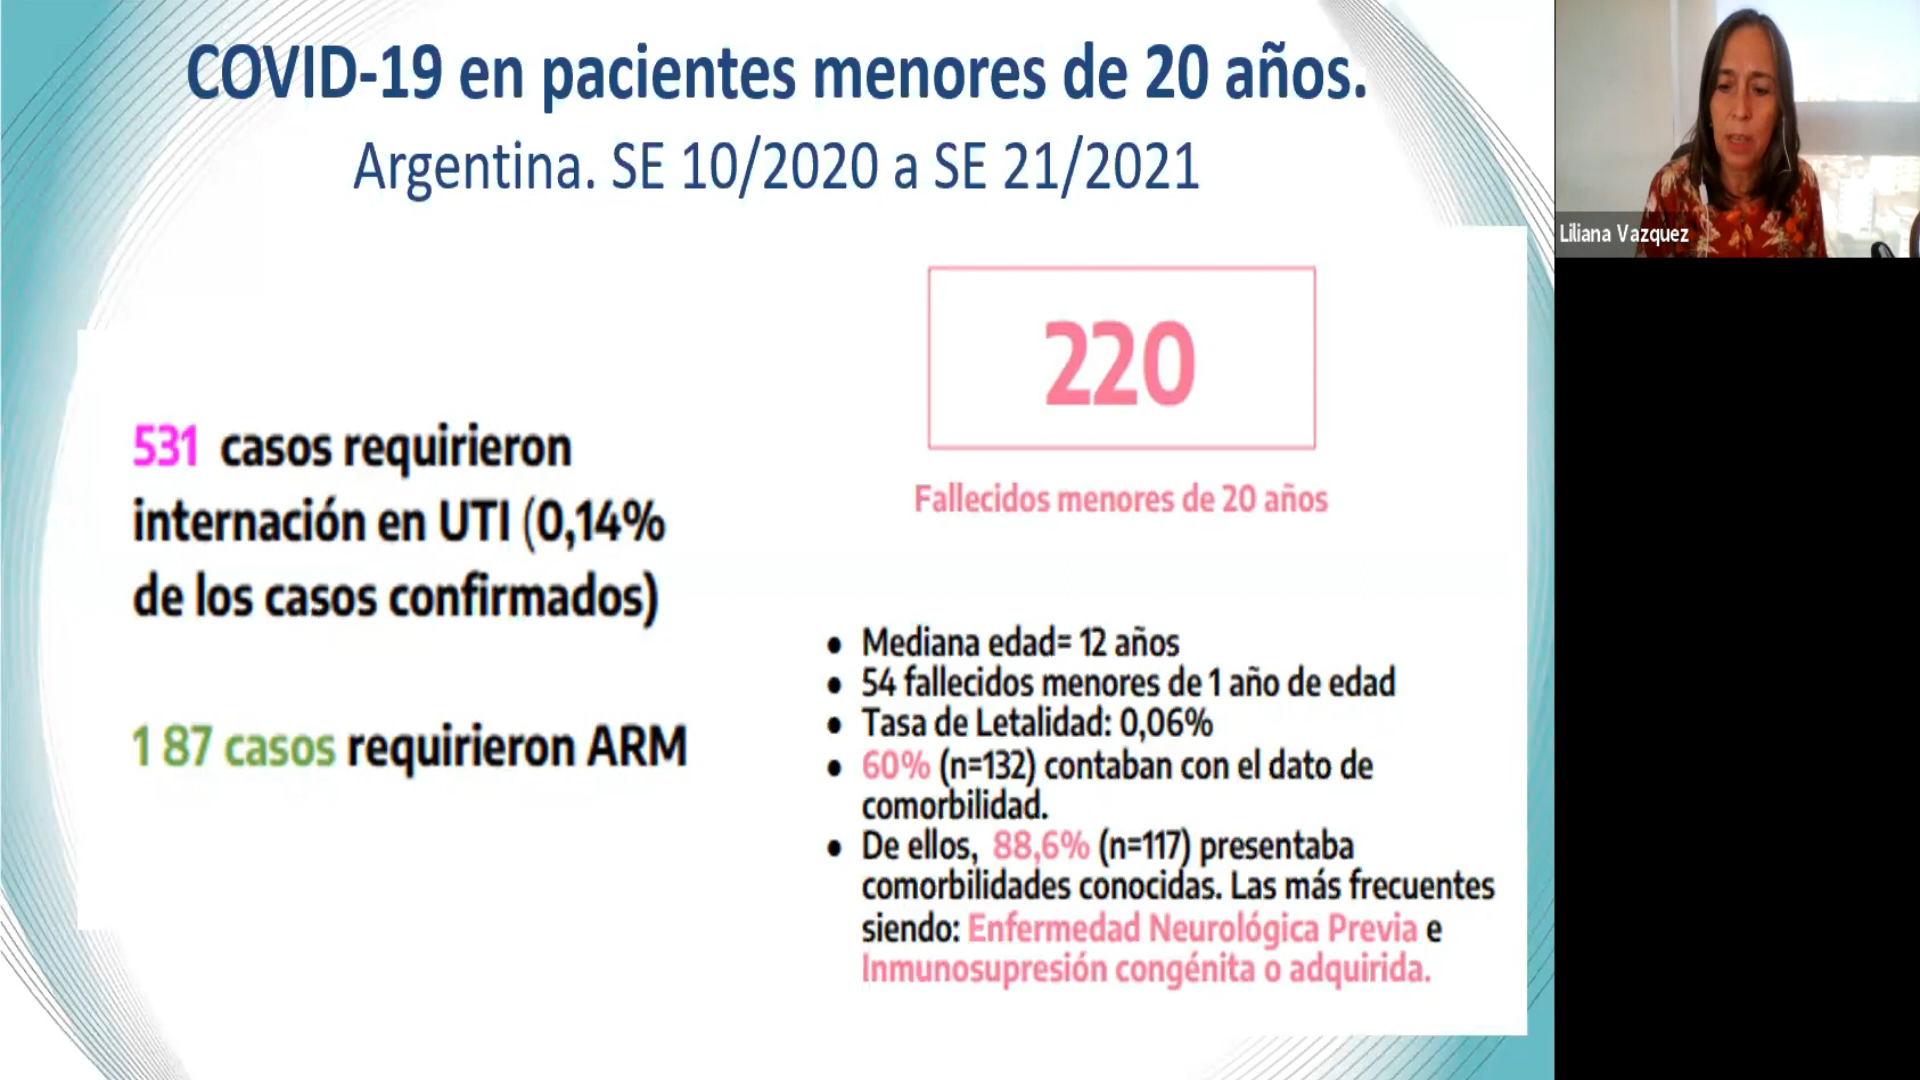 COVID-19 en pacientes menores de 20 años.
Argentina. SE 10/2020 a SE 21/2021
531 casos requirieron
internación en UTI (0,14%
de los casos confirmados)
1 87 casos requirieron ARM
220
Fallecidos menores de 20 años
• Mediana edad= 12 años
• 54 fallecidos menores de 1 año de edad
• Tasa de Letalidad: 0,06%
• 60% (n=132) contaban con el dato de
comorbilidad.
• De ellos, 88,6% (n=117) presentaba
comorbilidades conocidas. Las más frecuentes
siendo: Enfermedad Neurológica Previa e
Inmunosupresión congénita o adquirida.
Liliana Vazquez